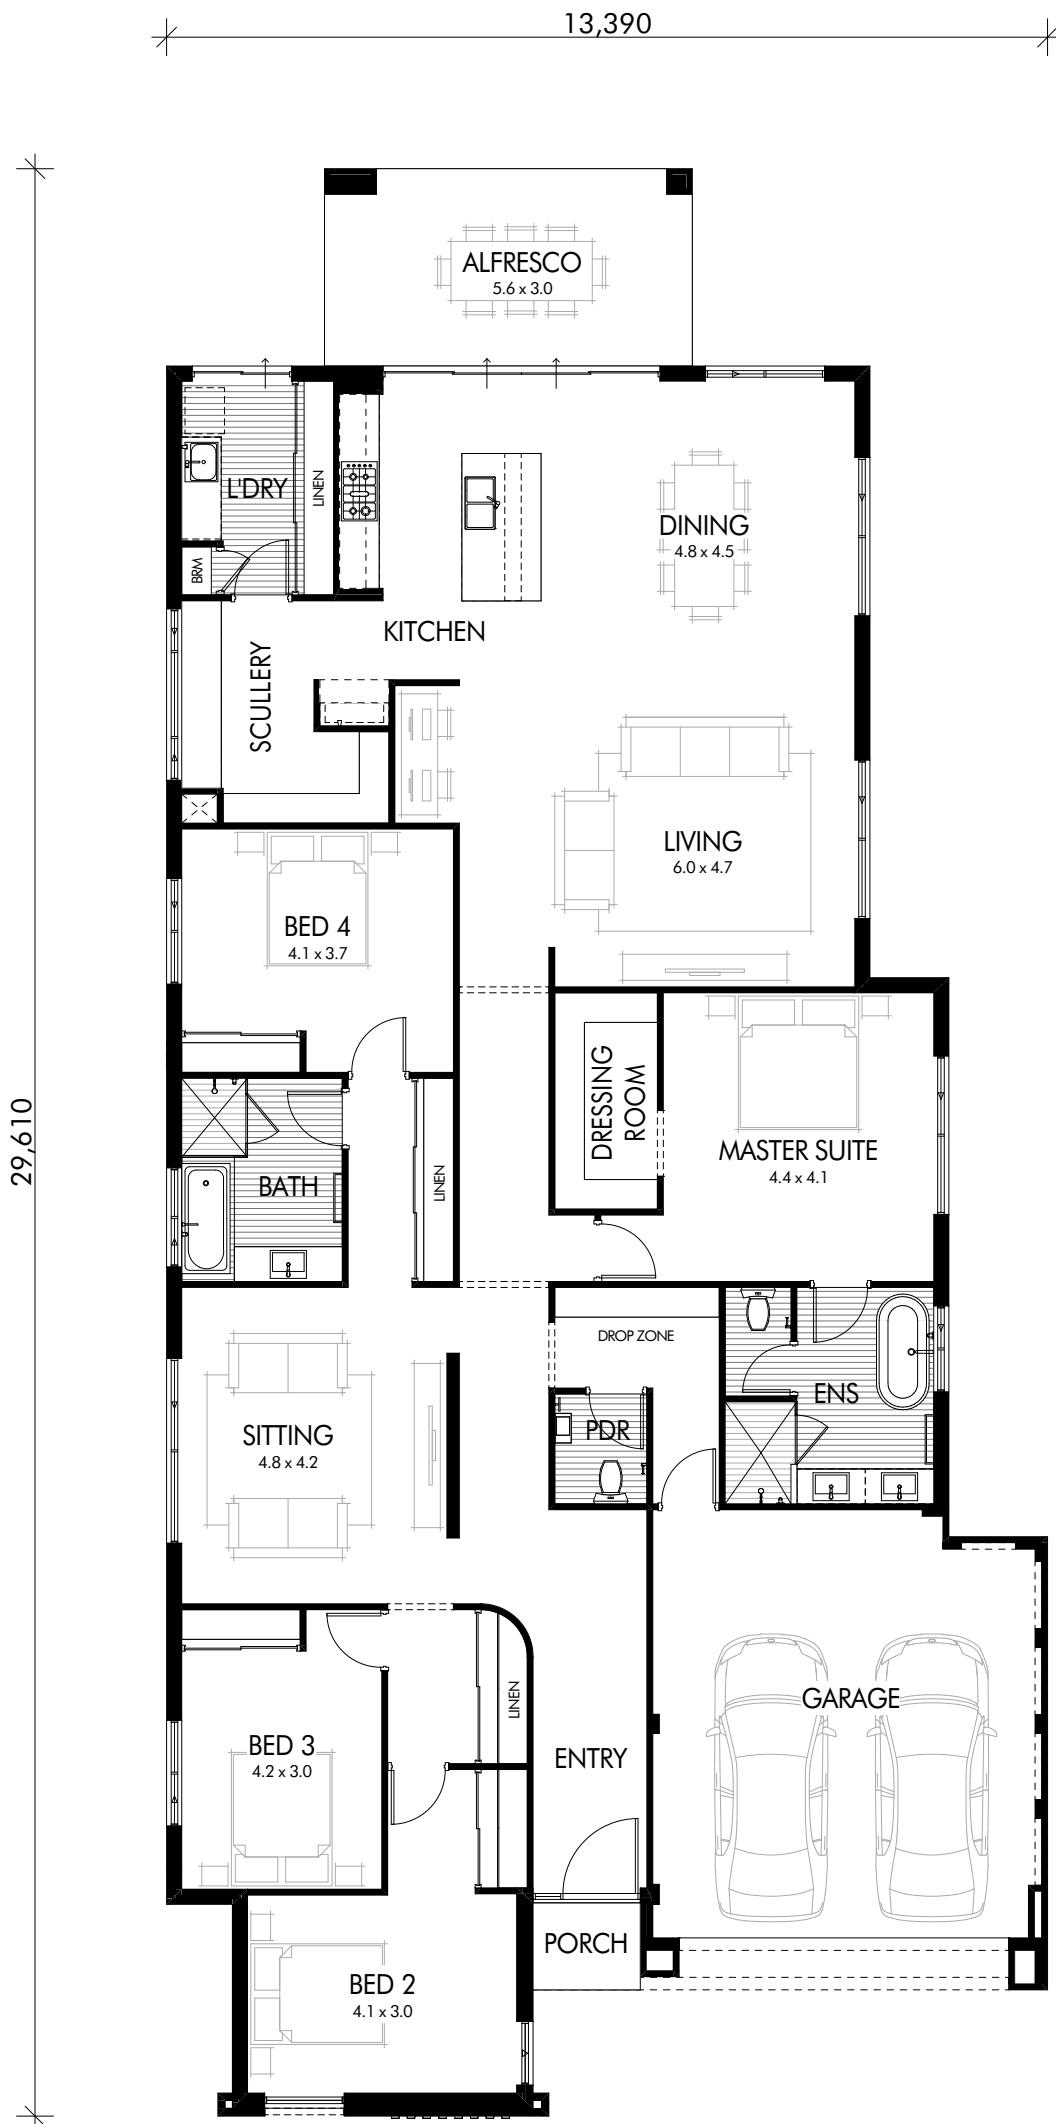 13,390
29,610
ALFRESCO
5.6 x 3.0
L'DRY
LINEN
BRM
DINING
4.8 x 4.5
KITCHEN
SCULLERY
LIVING
6.0 x 4.7
BED 4
4.1 x 3.7
DRESSING
ROOM
MASTER SUITE
4.4 x 4.1
BATH
LINEN
DROP ZONE
ENS
PDR
SITTING
4.8 x 4.2
GARAGE
LINEN
BED 3
4.2 x 3.0
ENTRY
PORCH
BED 2
4.1 x 3.0